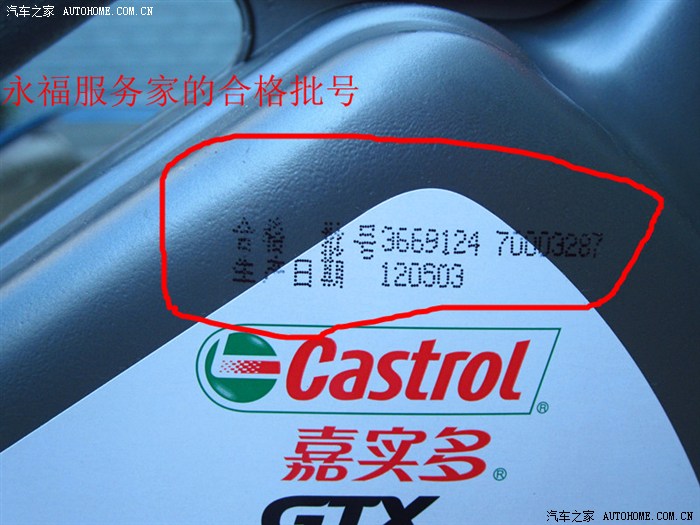 汽车之家 AUTOHOME.COM.CN
永福服务家的合格批号
合格 批号3669124 70003287
生产日期 120603
Castrol®
嘉实多®
GTX
汽车之家 AUTOHOME.COM.CN